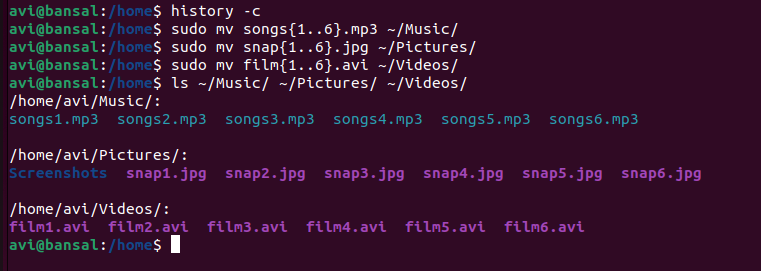 avi@bansal:/home$ history -c
avi@bansal:/home$ sudo mv songs{1..6}.mp3 ~/Music/
avi@bansal:/home$ sudo mv snap{1..6}.jpg ~/Pictures/
avi@bansal:/home$ sudo mv film{1..6}.avi ~/Videos/
avi@bansal:/home$ ls ~/Music/ ~/Pictures/ ~/Videos/
/home/avi/Music/:
songs1.mp3  songs2.mp3  songs3.mp3  songs4.mp3  songs5.mp3  songs6.mp3
/home/avi/Pictures/:
Screenshots  snap1.jpg  snap2.jpg  snap3.jpg  snap4.jpg  snap5.jpg  snap6.jpg
/home/avi/Videos/:
film1.avi  film2.avi  film3.avi  film4.avi  film5.avi  film6.avi
avi@bansal:/home$